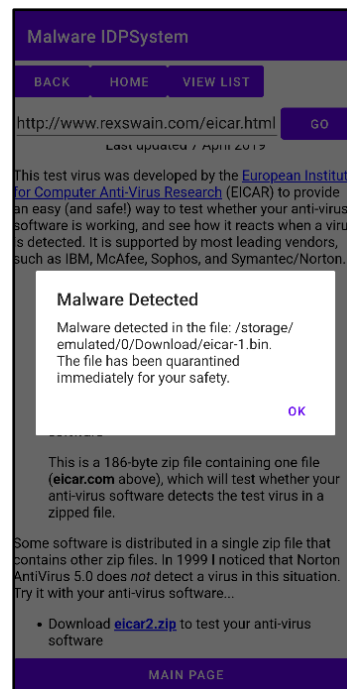 Malware IDPSystem
BACK HOME VIEW LIST
http://www.rexswain.com/eicar.html GO
Last updated 7 April 2019
This test virus was developed by the European Institut
for Computer Anti-Virus Research (EICAR) to provide
an easy (and safe!) way to test whether your anti-virus
software is working, and see how it reacts when a viru
is detected. It is supported by most leading vendors,
such as IBM, McAfee, Sophos, and Symantec/Norton.
Malware Detected
Malware detected in the file: /storage/
emulated/0/Download/eicar-1.bin.
The file has been quarantined
immediately for your safety.
OK
software
This is a 186-byte zip file containing one file
(eicar.com above), which will test whether your
anti-virus software detects the test virus in a
zipped file.
Some software is distributed in a single zip file that
contains other zip files. In 1999 I noticed that Norton
AntiVirus 5.0 does not detect a virus in this situation.
Try it with your anti-virus software...
• Download eicar2.zip to test your anti-virus
software
MAIN PAGE